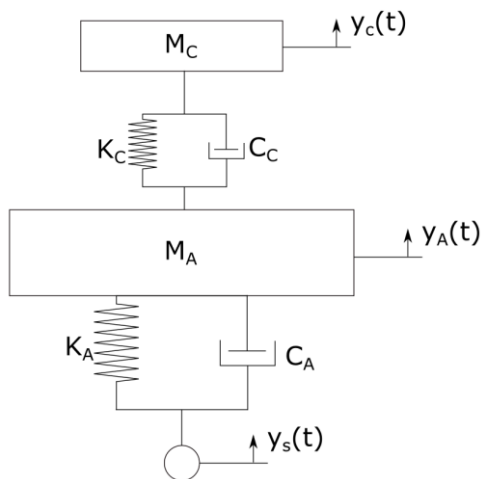 M_C
y_c(t)
K_C
C_C
M_A
y_A(t)
K_A
C_A
y_s(t)